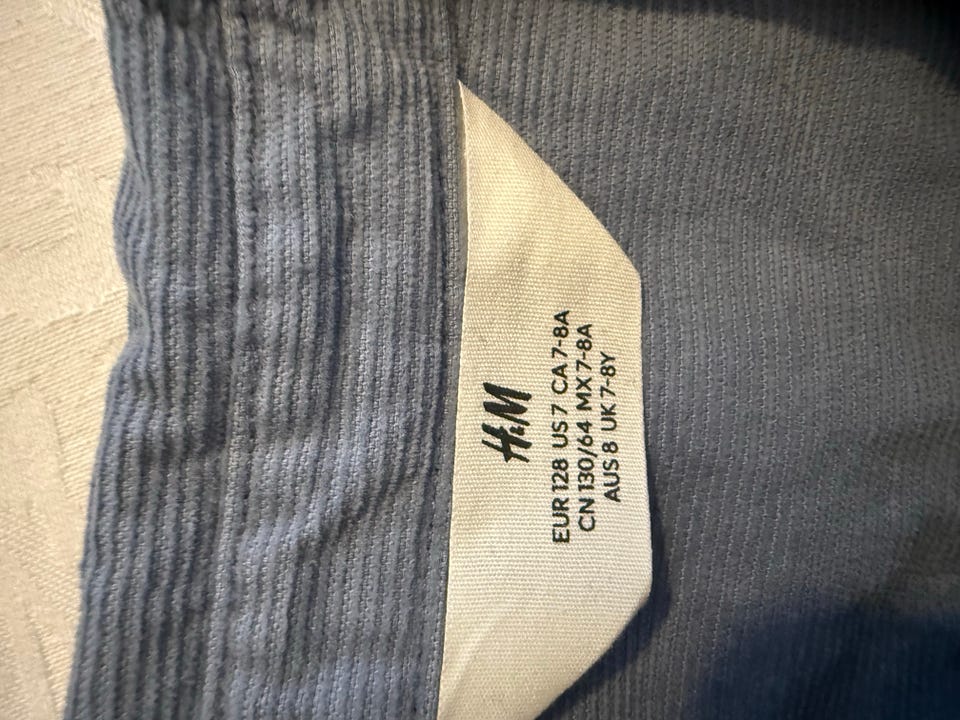 H&M
EUR 128 US 7 CA 7-8A
CN 130/64 MX 7-8A
AUS 8 UK 7-8Y